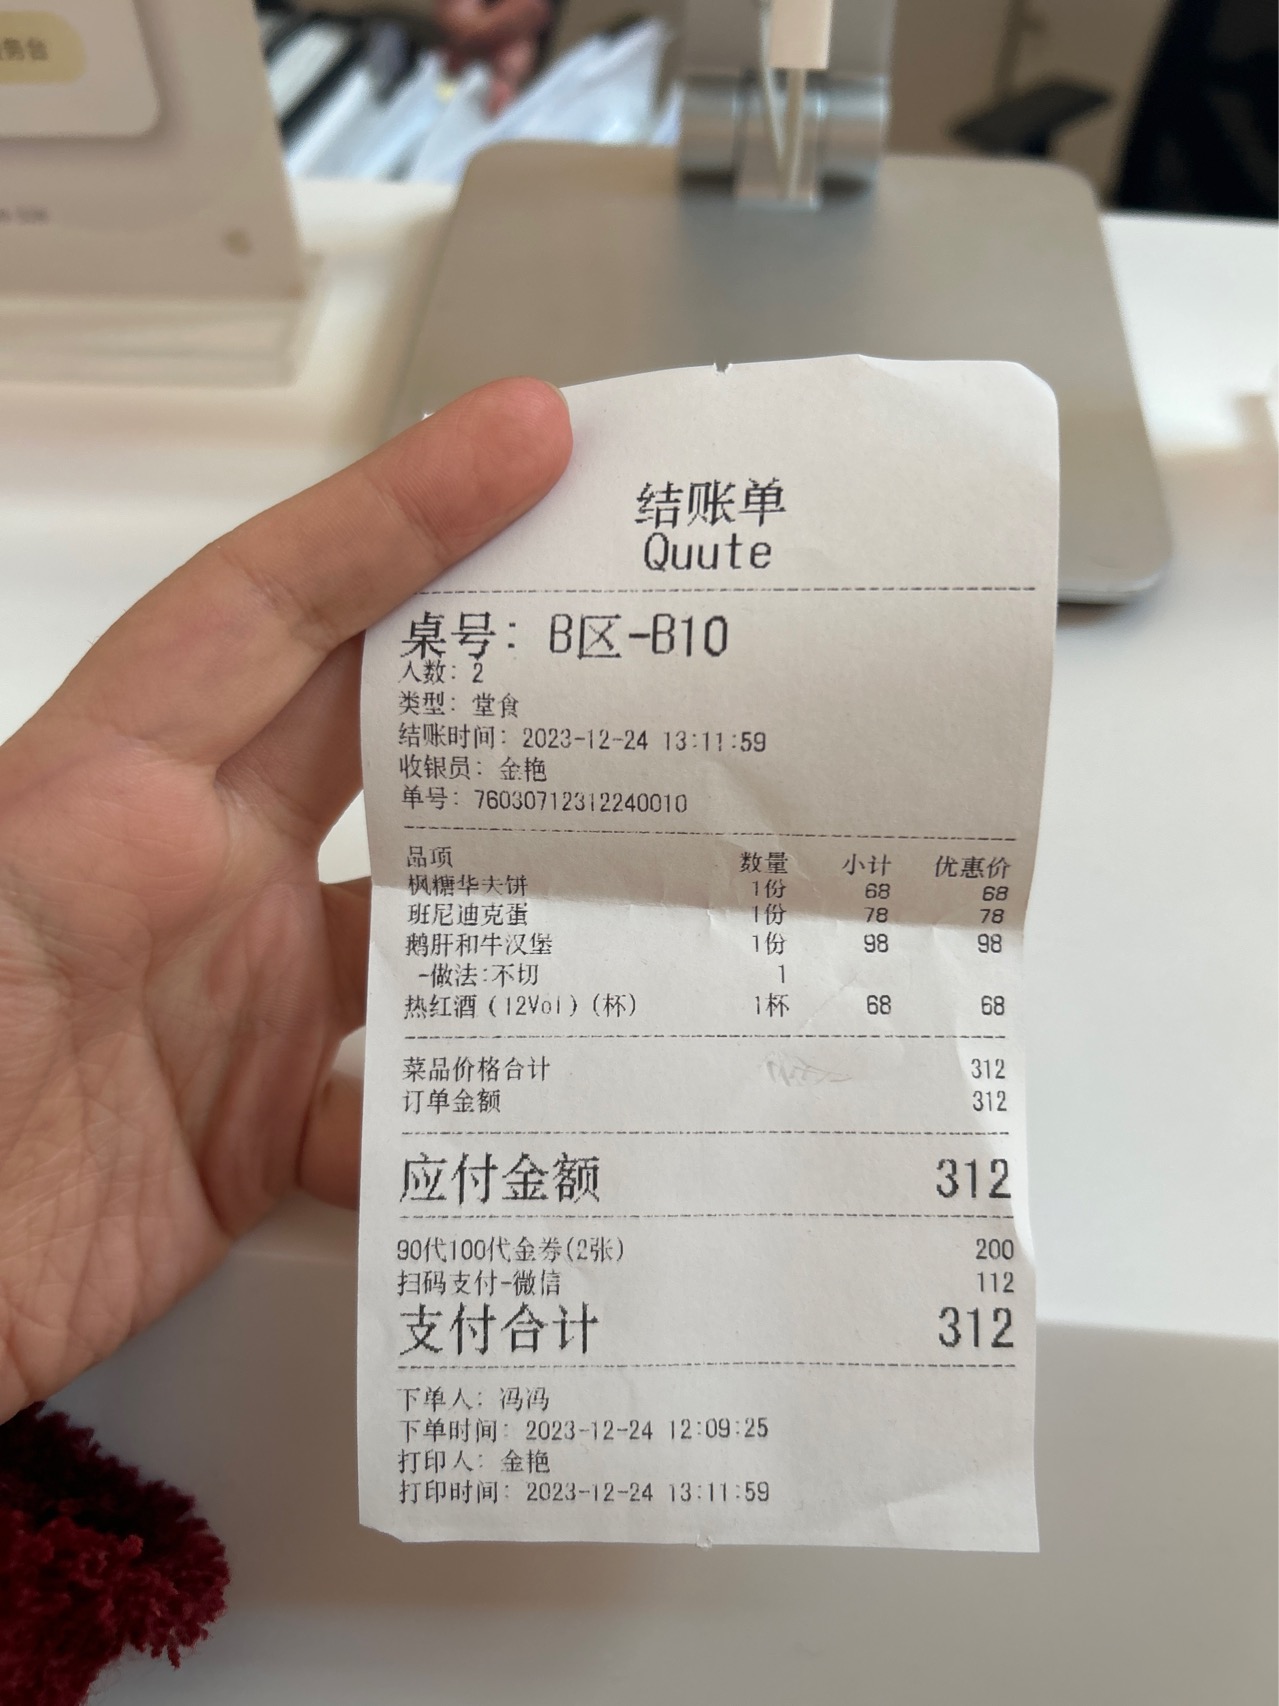 务台
结账单
Quute
桌号: B区-B10
人数: 2
类型: 堂食
结账时间: 2023-12-24 13:11:59
收银员: 金艳
单号: 76030712312240010
品项 数量 小计 优惠价
枫糖华夫饼 1份 68 68
班尼迪克蛋 1份 78 78
鹅肝和牛汉堡 1份 98 98
-做法:不切 1
热红酒(12Vol)(杯) 1杯 68 68
菜品价格合计 312
订单金额 312
应付金额 312
90代100代金券(2张) 200
扫码支付-微信 112
支付合计 312
下单人: 冯冯
下单时间: 2023-12-24 12:09:25
打印人: 金艳
打印时间: 2023-12-24 13:11:59